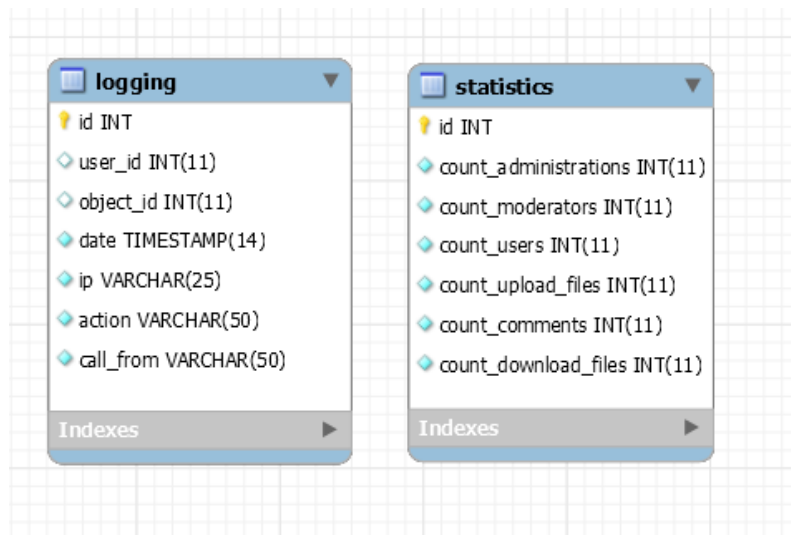 logging
id INT
user_id INT(11)
object_id INT(11)
date TIMESTAMP(14)
ip VARCHAR(25)
action VARCHAR(50)
call_from VARCHAR(50)
Indexes
statistics
id INT
count_administrations INT(11)
count_moderators INT(11)
count_users INT(11)
count_upload_files INT(11)
count_comments INT(11)
count_download_files INT(11)
Indexes